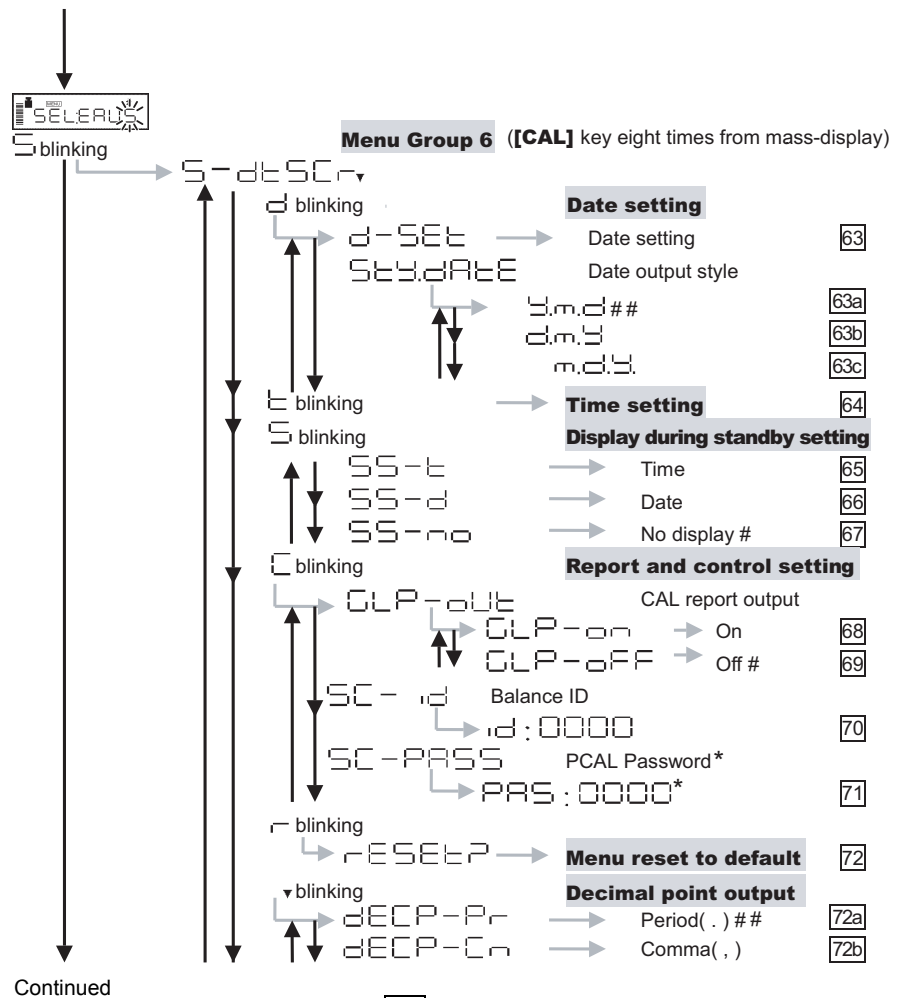 MENU
SEL:EAUS
S blinking
Menu Group 6 ([CAL] key eight times from mass-display)
S-dtSCr▾
d blinking
Date setting
d-SEt Date setting 63
StY.dAtE Date output style
Y.m.d## 63a
d.m.Y 63b
m.d.Y. 63c
t blinking Time setting 64
S blinking Display during standby setting
SS-t Time 65
SS-d Date 66
SS-no No display # 67
C blinking Report and control setting
GLP-oUt CAL report output
GLP-on On 68
GLP-oFF Off # 69
SC- id Balance ID
id:0000 70
SC-PASS PCAL Password*
PAS:0000* 71
r blinking
rESEt? Menu reset to default 72
▾ blinking Decimal point output
dECP-Pr Period( . ) ## 72a
dECP-Cn Comma( , ) 72b
Continued